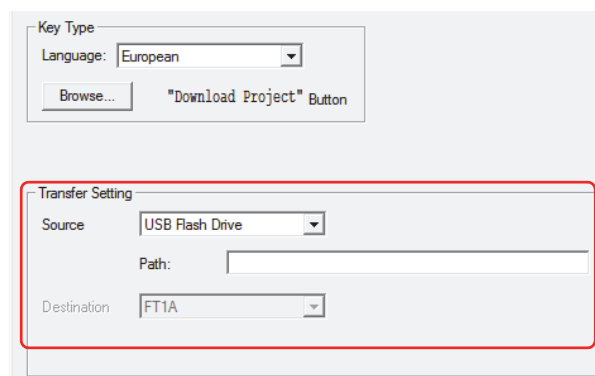 Key Type
Language: European
Browse... "Download Project" Button
Transfer Setting
Source USB Flash Drive
Path:
Destination FT1A